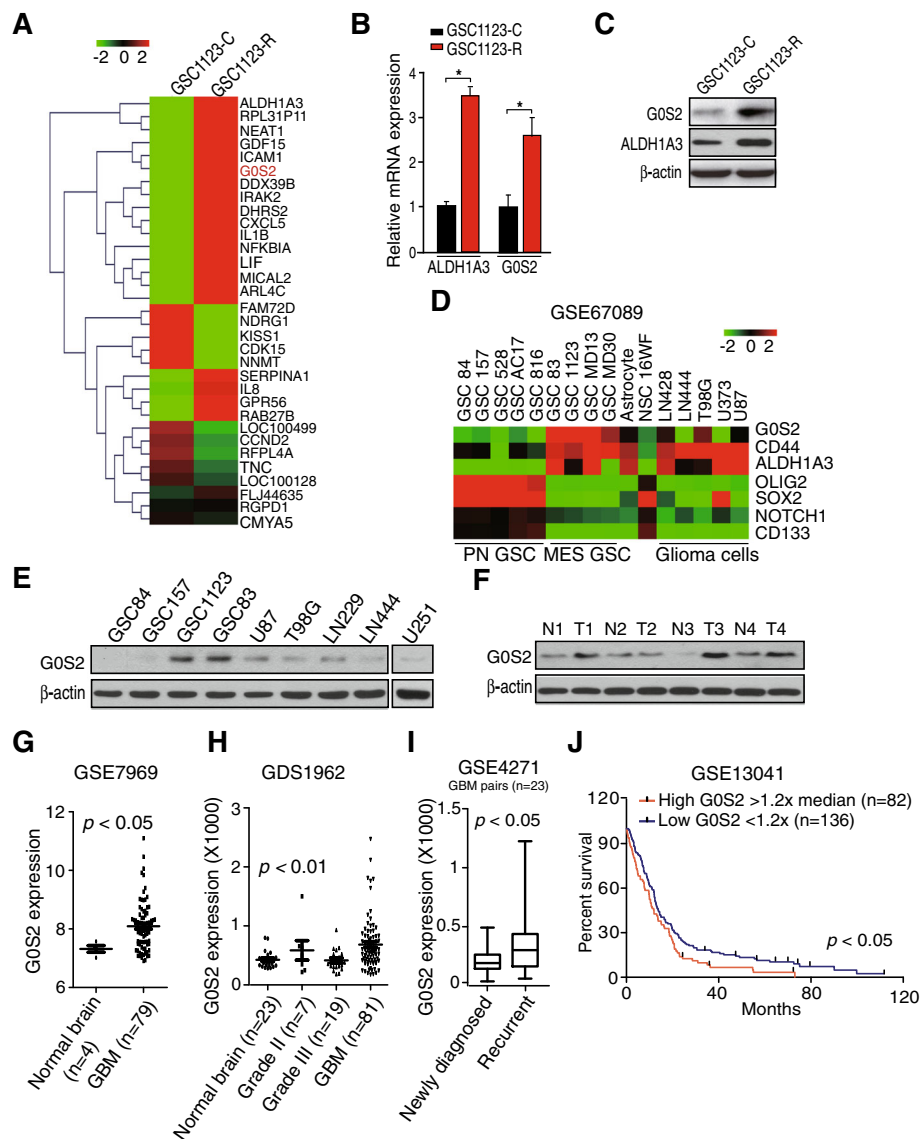 A
-2 0 2
GSC1123-C
GSC1123-R
ALDH1A3
RPL31P11
NEAT1
GDF15
ICAM1
G0S2
DDX39B
IRAK2
DHRS2
CXCL5
IL1B
NFKBIA
LIF
MICAL2
ARL4C
FAM72D
NDRG1
KISS1
CDK15
NNMT
SERPINA1
IL8
GPR56
RAB27B
LOC100499
CCND2
RFPL4A
TNC
LOC100128
FLJ44635
RGPD1
CMYA5
B
GSC1123-C
GSC1123-R
Relative mRNA expression
4
2
1
0
*
*
ALDH1A3
G0S2
C
GSC1123-C
GSC1123-R
G0S2
ALDH1A3
β-actin
D
GSE67089
-2 0 2
GSC 84
GSC 157
GSC 528
GSC AC17
GSC 816
GSC 83
GSC 1123
GSC MD13
GSC MD30
Astrocyte
NSC 16WF
LN428
LN444
T98G
U373
U87
G0S2
CD44
ALDH1A3
OLIG2
SOX2
NOTCH1
CD133
PN GSC
MES GSC
Glioma cells
E
GSC84
GSC157
GSC1123
GSC83
U87
T98G
LN229
LN444
U251
G0S2
β-actin
F
N1 T1 N2 T2 N3 T3 N4 T4
G0S2
β-actin
G
GSE7969
p < 0.05
G0S2 expression
12
10
8
6
Normal brain
(n=4)
GBM (n=79)
H
GDS1962
p < 0.01
G0S2 expression (X1000)
3
2
1
0
Normal brain (n=23)
Grade II (n=7)
Grade III (n=19)
GBM (n=81)
I
GSE4271
GBM pairs (n=23)
p < 0.05
G0S2 expression (X1000)
1.5
1
0.5
0
Newly diagnosed
Recurrent
J
GSE13041
High G0S2 >1.2x median (n=82)
Low G0S2 <1.2x (n=136)
p < 0.05
Percent survival
120
90
60
30
0
0 40 80 120
Months